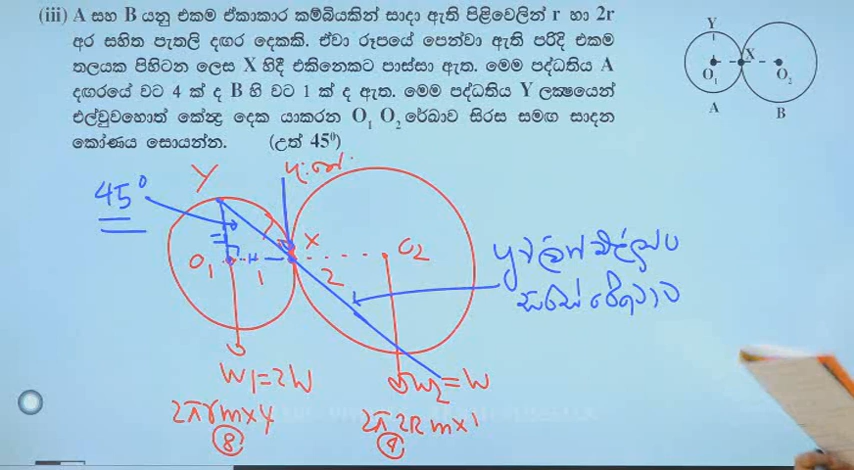 (iii) A සහ B යනු එකම ඒකාකාර කම්බියකින් සාදා ඇති පිළිවෙලින් r හා 2r
අර සහිත පැතලි දඟර දෙකකි. ඒවා රූපයේ පෙන්වා ඇති පරිදි එකම
තලයක පිහිටන ලෙස X හිදී එකිනෙකට පාස්සා ඇත. මෙම පද්ධතිය A
දඟරයේ වට 4 ක් ද B හි වට 1 ක් ද ඇත. මෙම පද්ධතිය Y ලක්ෂයෙන්
එල්වුවහොත් කේන්ද්‍ර දෙක යාකරන O₁ O₂ රේඛාව සිරස සමඟ සාදන
කෝණය සොයන්න. (උත් 45⁰)
Y
X
O₁ O₂
A
B
Y
45⁰
X
O₁ O₂
1 2
W₁=2W
W₂=W
2πrm×4
2π2Rm×1
8
4